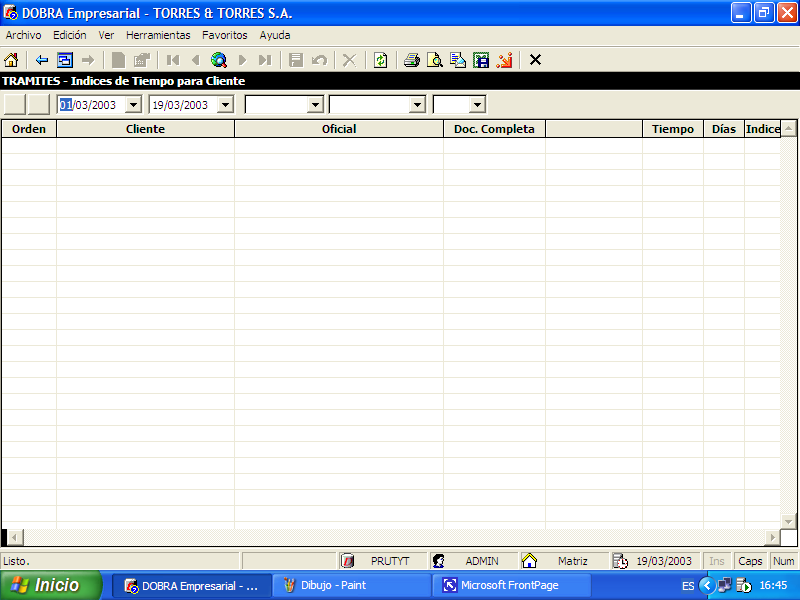 DOBRA Empresarial - TORRES & TORRES S.A.
Archivo Edición Ver Herramientas Favoritos Ayuda
TRAMITES - Indices de Tiempo para Cliente
01/03/2003 19/03/2003
Orden Cliente Oficial Doc. Completa Tiempo Días Indice
Listo. PRUTYT ADMIN Matriz 19/03/2003 Ins Caps Num
Inicio DOBRA Empresarial - ... Dibujo - Paint Microsoft FrontPage ES 16:45